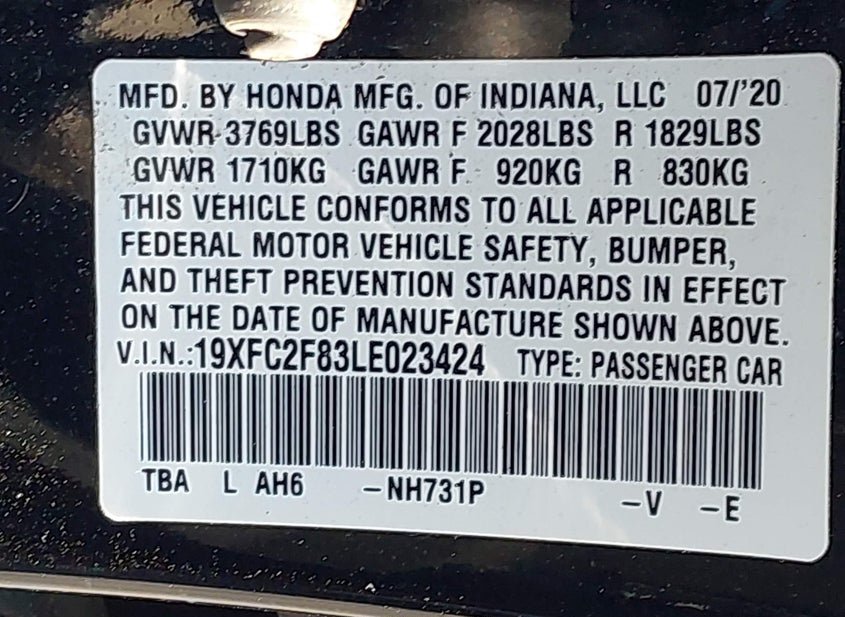 MFD. BY HONDA MFG. OF INDIANA, LLC 07/'20
GVWR 3769LBS GAWR F 2028LBS R 1829LBS
GVWR 1710KG GAWR F 920KG R 830KG
THIS VEHICLE CONFORMS TO ALL APPLICABLE
FEDERAL MOTOR VEHICLE SAFETY, BUMPER,
AND THEFT PREVENTION STANDARDS IN EFFECT
ON THE DATE OF MANUFACTURE SHOWN ABOVE.
V.I.N.:19XFC2F83LE023424 TYPE: PASSENGER CAR
TBA L AH6 -NH731P -V -E